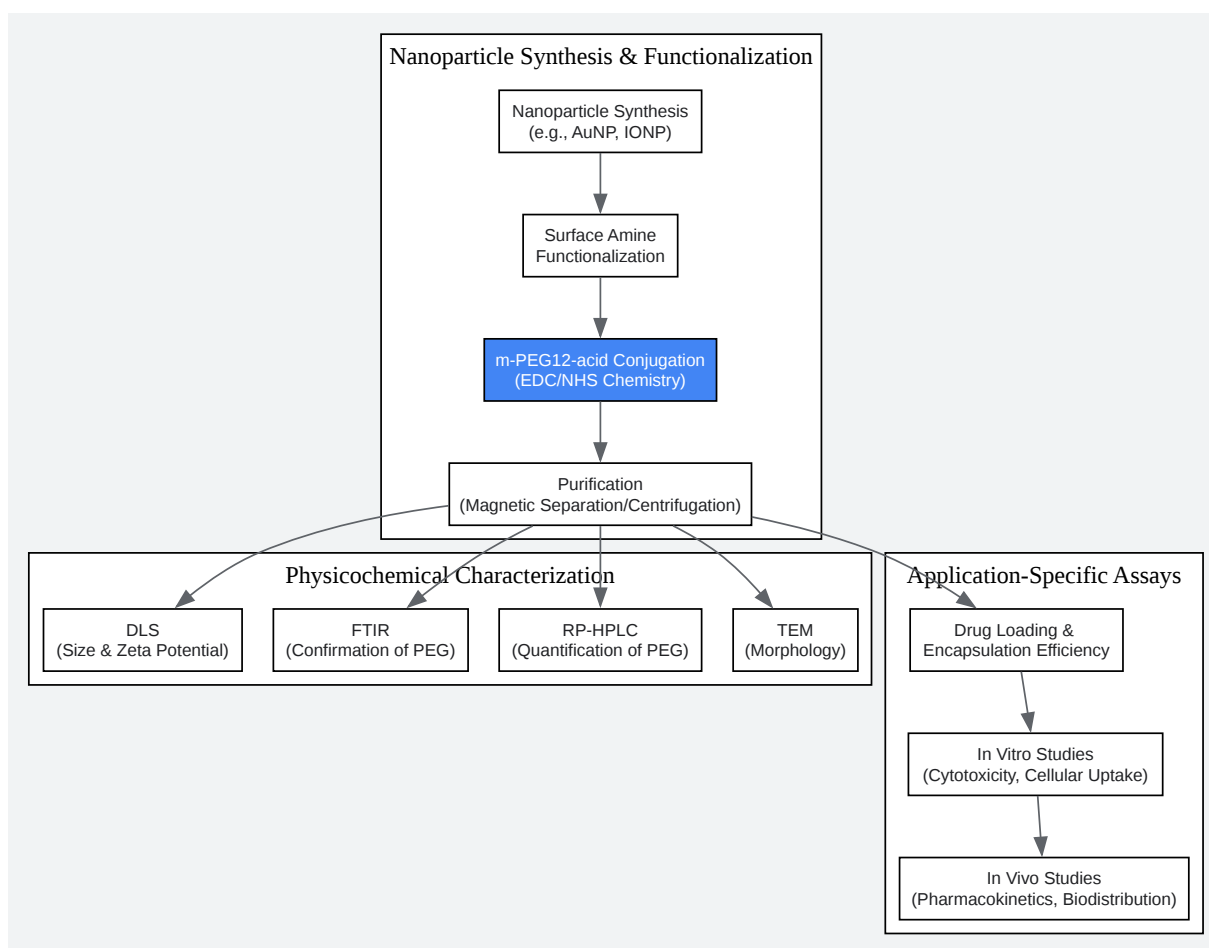 Nanoparticle Synthesis & Functionalization
Nanoparticle Synthesis
(e.g., AuNP, IONP)
Surface Amine
Functionalization
m-PEG12-acid Conjugation
(EDC/NHS Chemistry)
Purification
(Magnetic Separation/Centrifugation)
Physicochemical Characterization
DLS
(Size & Zeta Potential)
FTIR
(Confirmation of PEG)
RP-HPLC
(Quantification of PEG)
TEM
(Morphology)
Application-Specific Assays
Drug Loading &
Encapsulation Efficiency
In Vitro Studies
(Cytotoxicity, Cellular Uptake)
In Vivo Studies
(Pharmacokinetics, Biodistribution)